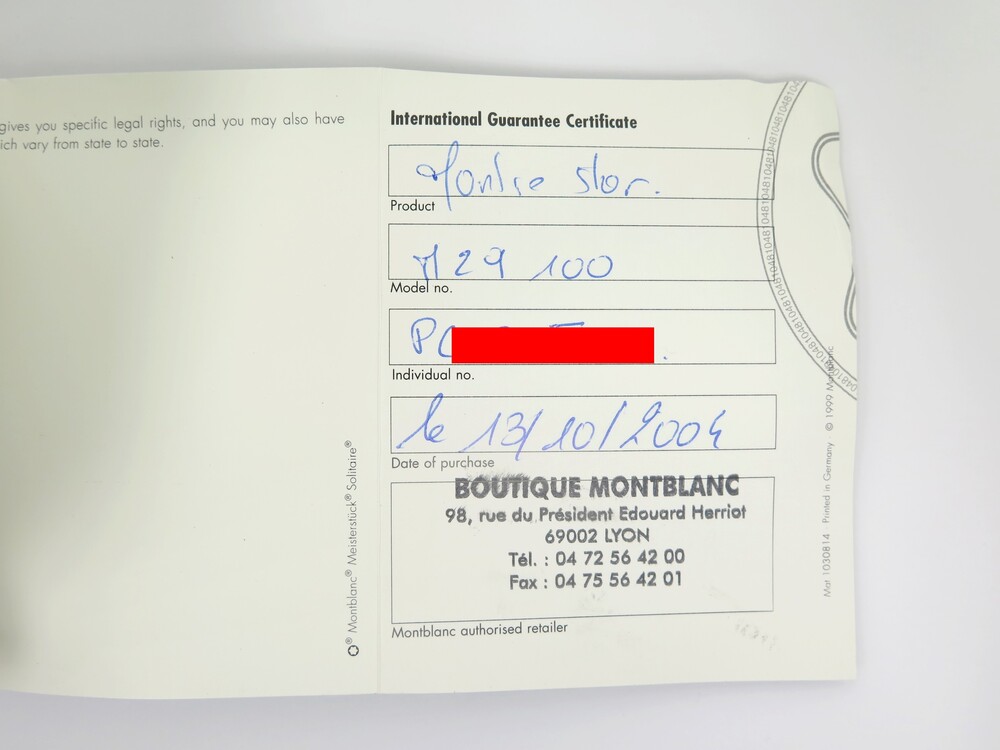 gives you specific legal rights, and you may also have
ich vary from state to state.
® Montblanc® Meisterstück® Solitaire®
International Guarantee Certificate
Montre star.
Product
M29 100
Model no.
PC
Individual no.
le 13/10/2004
Date of purchase
BOUTIQUE MONTBLANC
98, rue du Président Edouard Herriot
69002 LYON
Tél. : 04 72 56 42 00
Fax : 04 75 56 42 01
Montblanc authorised retailer
Mat 1030814 · Printed in Germany © 1999 Montblanc
4810481048104810481048104810481048104810481